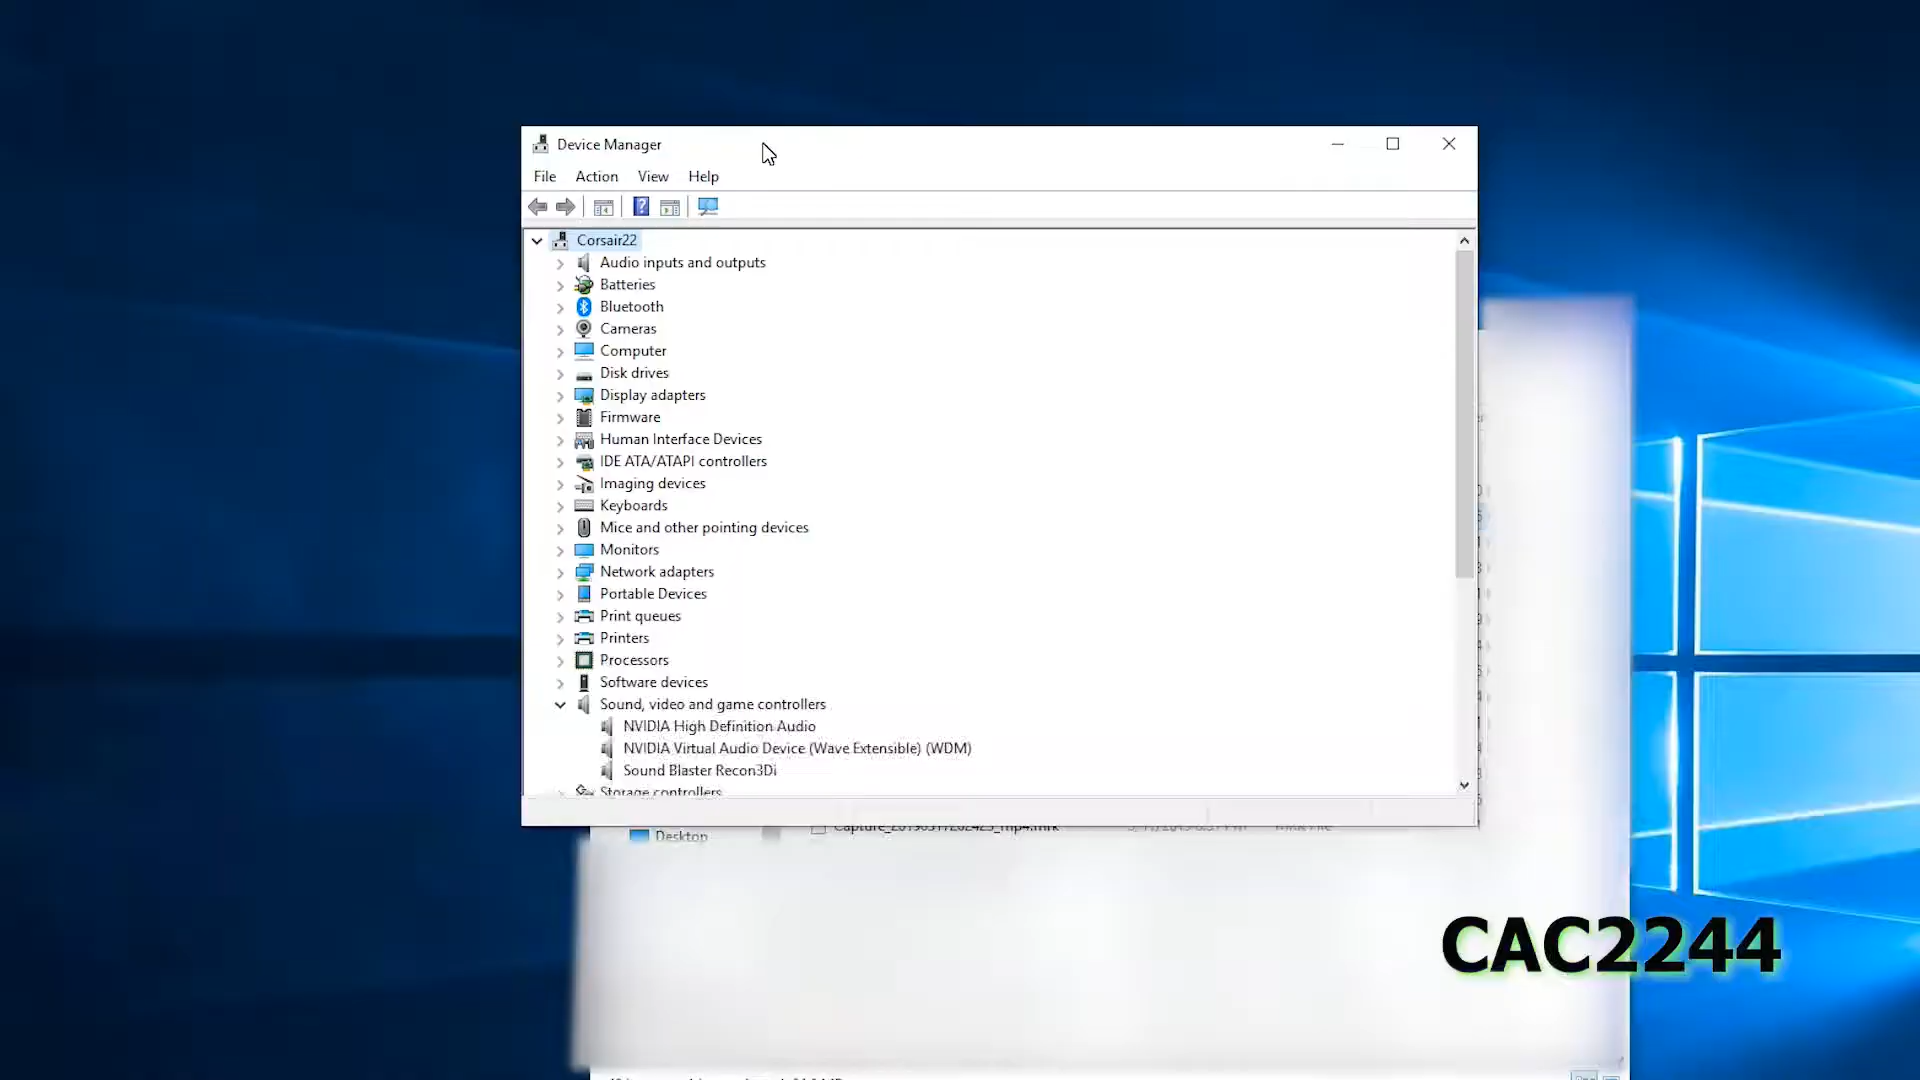 Device Manager
File Action View Help
Corsair22
Audio inputs and outputs
Batteries
Bluetooth
Cameras
Computer
Disk drives
Display adapters
Firmware
Human Interface Devices
IDE ATA/ATAPI controllers
Imaging devices
Keyboards
Mice and other pointing devices
Monitors
Network adapters
Portable Devices
Print queues
Printers
Processors
Software devices
Sound, video and game controllers
NVIDIA High Definition Audio
NVIDIA Virtual Audio Device (Wave Extensible) (WDM)
Sound Blaster Recon3Di
Storage controllers
Desktop
CAC2244